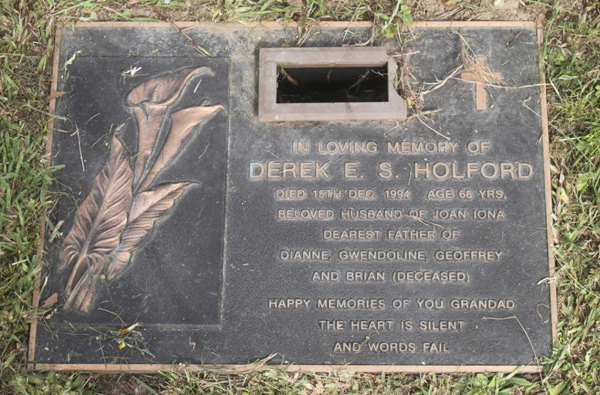 IN LOVING MEMORY OF
DEREK E. S. HOLFORD
DIED 15TH DEC. 1994 AGE 68 YRS.
BELOVED HUSBAND OF JOAN IONA
DEAREST FATHER OF
DIANNE, GWENDOLINE, GEOFFREY
AND BRIAN (DECEASED)
HAPPY MEMORIES OF YOU GRANDAD
THE HEART IS SILENT
AND WORDS FAIL